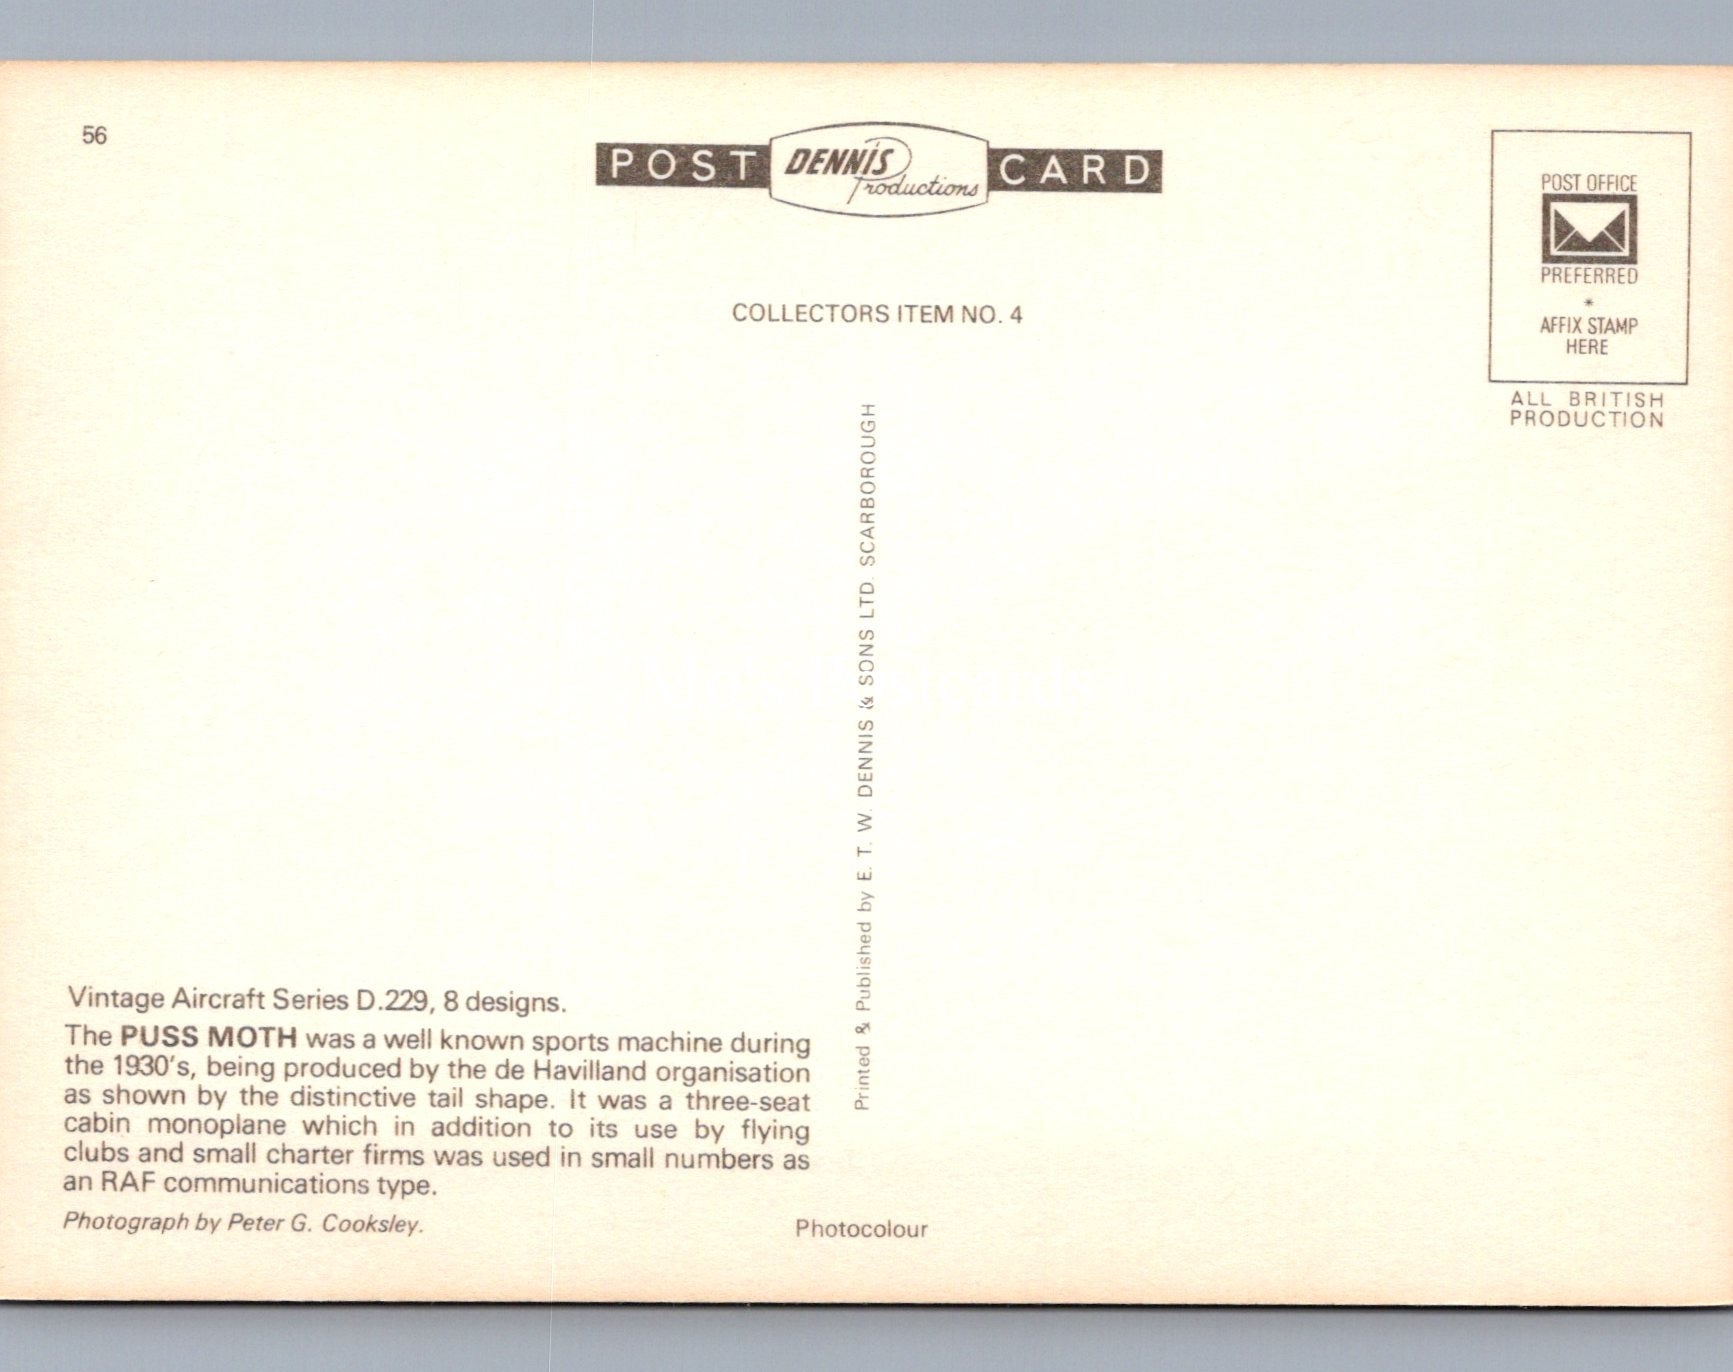 56
POST DENNIS Productions CARD
POST OFFICE
PREFERRED
*
AFFIX STAMP
HERE
ALL BRITISH
PRODUCTION
COLLECTORS ITEM NO. 4
Printed & Published by E. T. W. DENNIS & SONS LTD. SCARBOROUGH
Vintage Aircraft Series D.229, 8 designs.
The PUSS MOTH was a well known sports machine during
the 1930's, being produced by the de Havilland organisation
as shown by the distinctive tail shape. It was a three-seat
cabin monoplane which in addition to its use by flying
clubs and small charter firms was used in small numbers as
an RAF communications type.
Photograph by Peter G. Cooksley.
Photocolour